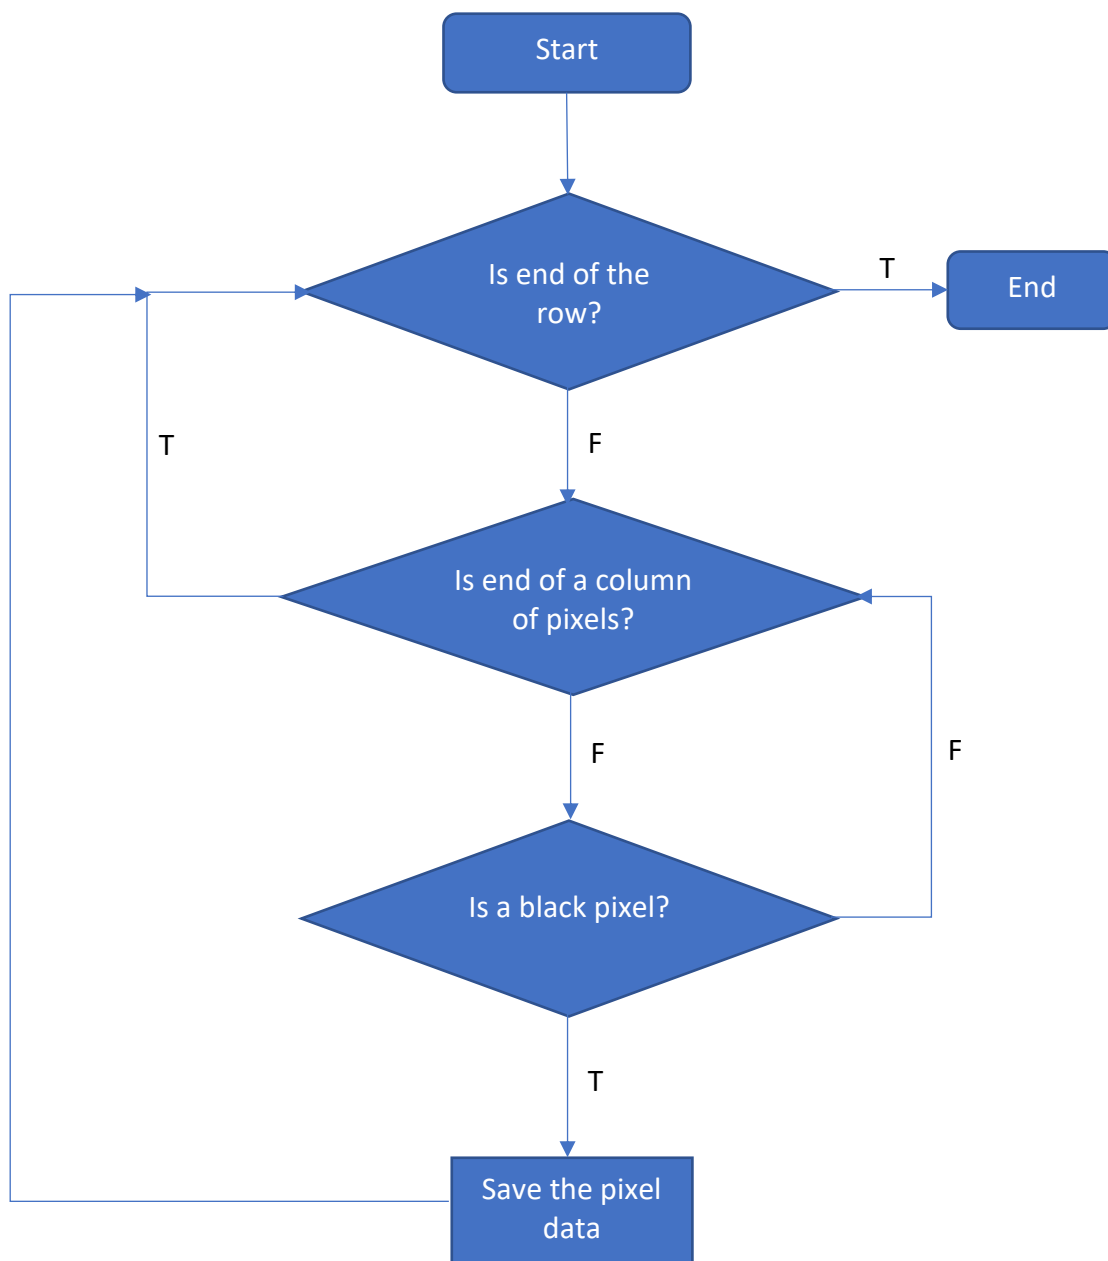 Start
Is end of the
row?
T
End
T
F
Is end of a column
of pixels?
F
F
Is a black pixel?
T
Save the pixel
data